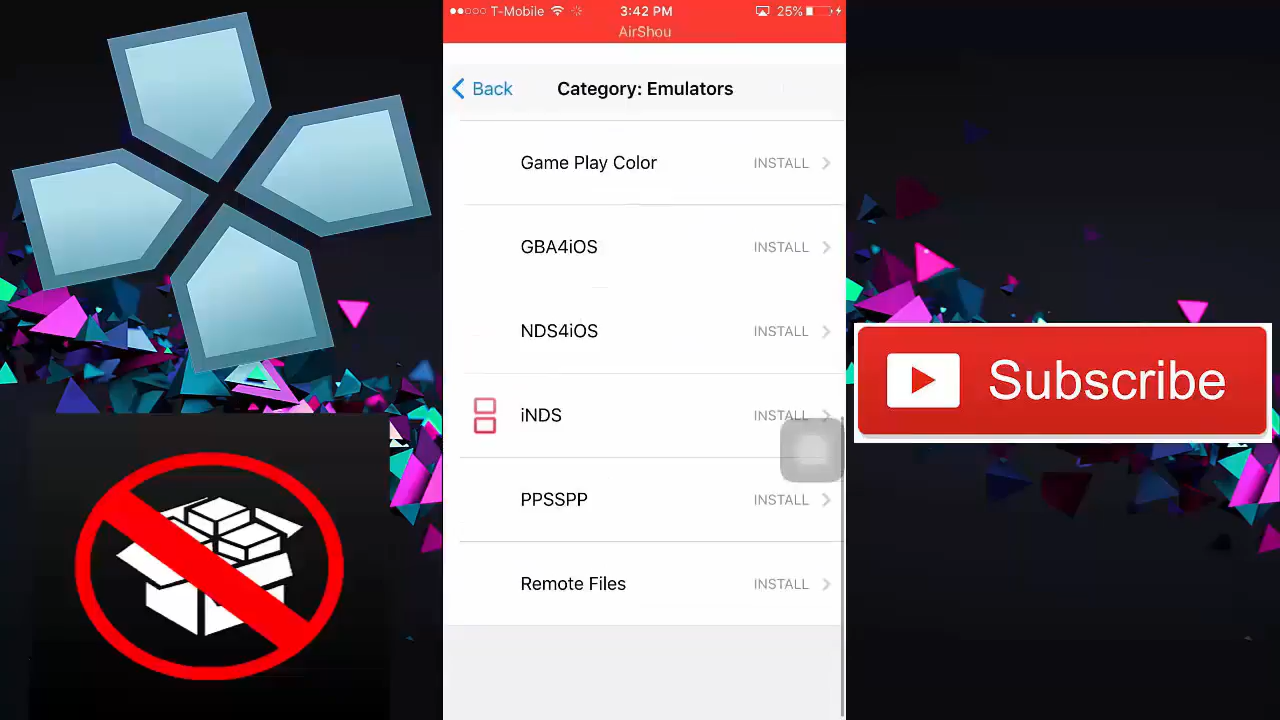 T-Mobile 3:42 PM 25%
AirShou
Back Category: Emulators
Game Play Color INSTALL
GBA4iOS INSTALL
NDS4iOS INSTALL
iNDS INSTALL
PPSSPP INSTALL
Remote Files INSTALL
Subscribe